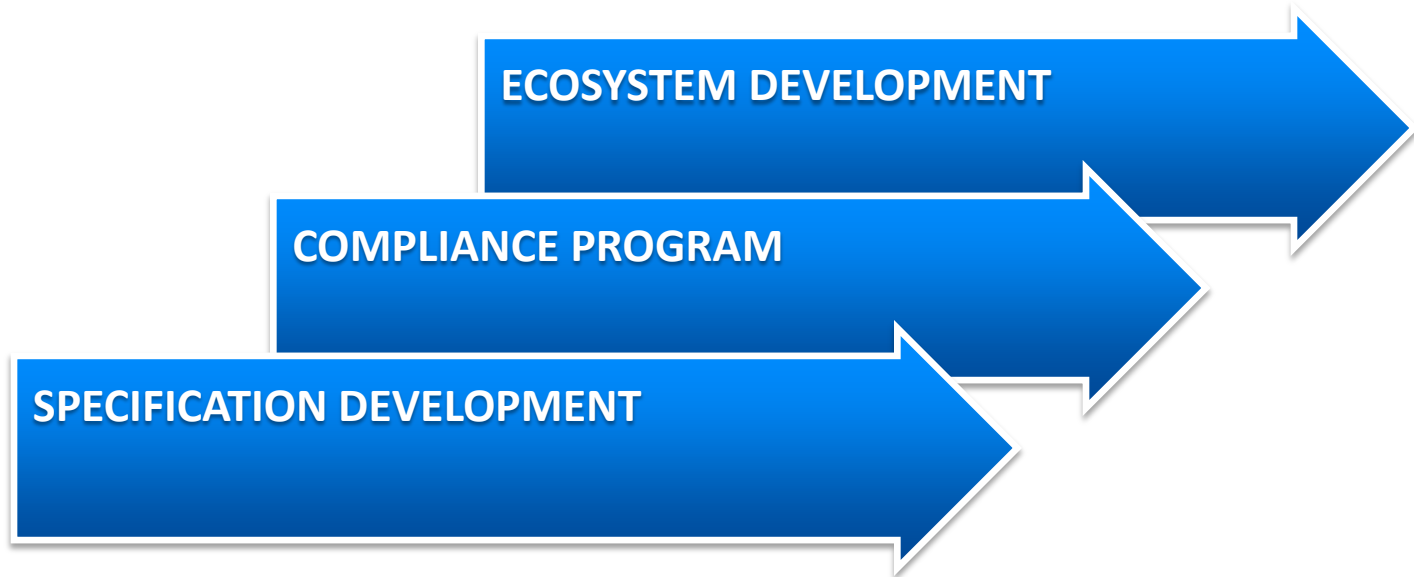 ECOSYSTEM DEVELOPMENT
COMPLIANCE PROGRAM
SPECIFICATION DEVELOPMENT